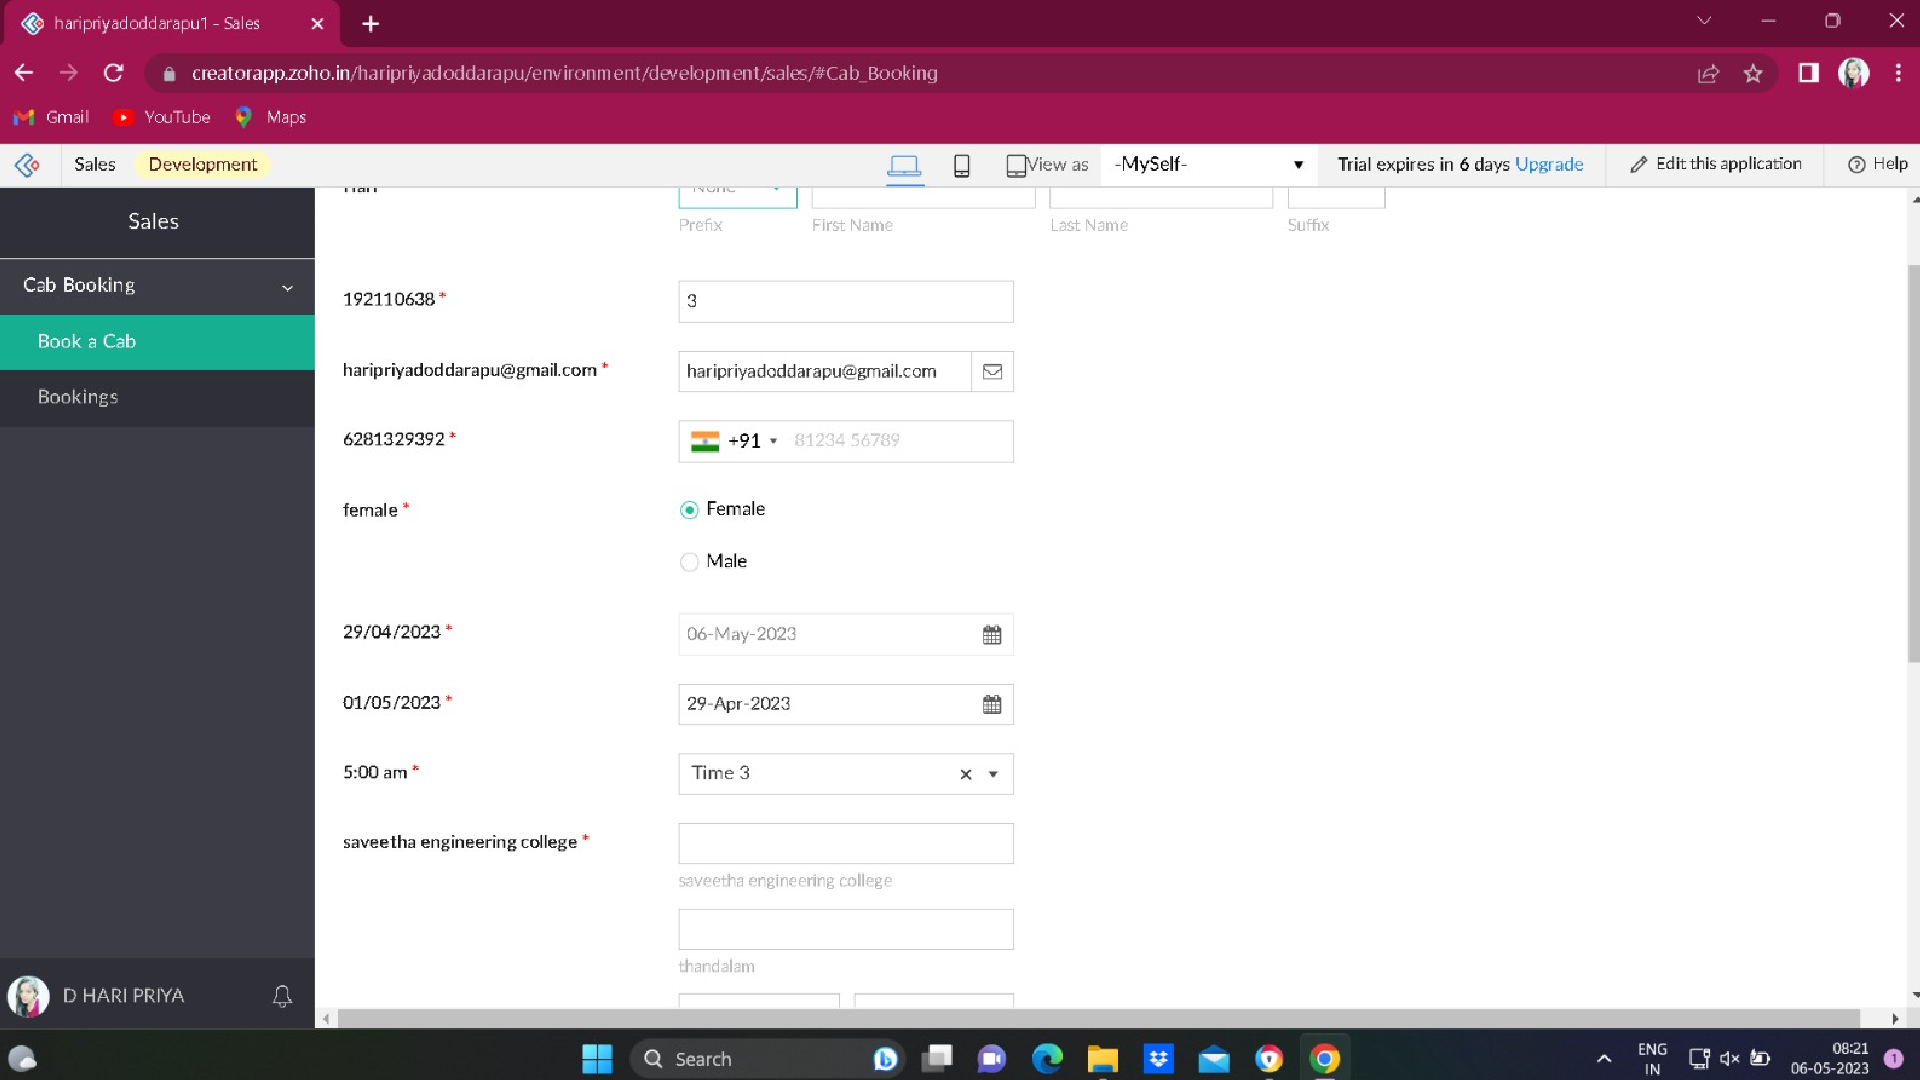 haripriyadoddarapu1 - Sales
creatorapp.zoho.in/haripriyadoddarapu/environment/development/sales/#Cab_Booking
Gmail YouTube Maps
Sales Development View as -MySelf- Trial expires in 6 days Upgrade Edit this application Help
Sales
Cab Booking
Book a Cab
Bookings
D HARI PRIYA
Prefix First Name Last Name Suffix
192110638 * 3
haripriyadoddarapu@gmail.com * haripriyadoddarapu@gmail.com
6281329392 * +91 81234 56789
female * Female
Male
29/04/2023 * 06-May-2023
01/05/2023 * 29-Apr-2023
5:00 am * Time 3
saveetha engineering college *
saveetha engineering college
thandalam
Search
ENG
IN
08:21
06-05-2023
1